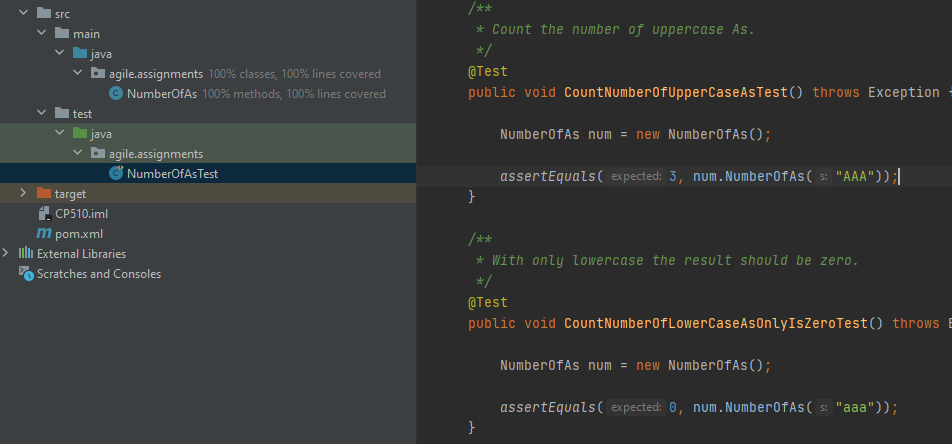 src
main
java
agile.assignments 100% classes, 100% lines covered
NumberOfAs 100% methods, 100% lines covered
test
java
agile.assignments
NumberOfAsTest
target
CP510.iml
pom.xml
External Libraries
Scratches and Consoles
/**
* Count the number of uppercase As.
*/
@Test
public void CountNumberOfUpperCaseAsTest() throws Exception {
NumberOfAs num = new NumberOfAs();
assertEquals( expected: 3, num.NumberOfAs( s: "AAA"));
}
/**
* With only lowercase the result should be zero.
*/
@Test
public void CountNumberOfLowerCaseAsOnlyIsZeroTest() throws E
NumberOfAs num = new NumberOfAs();
assertEquals( expected: 0, num.NumberOfAs( s: "aaa"));
}